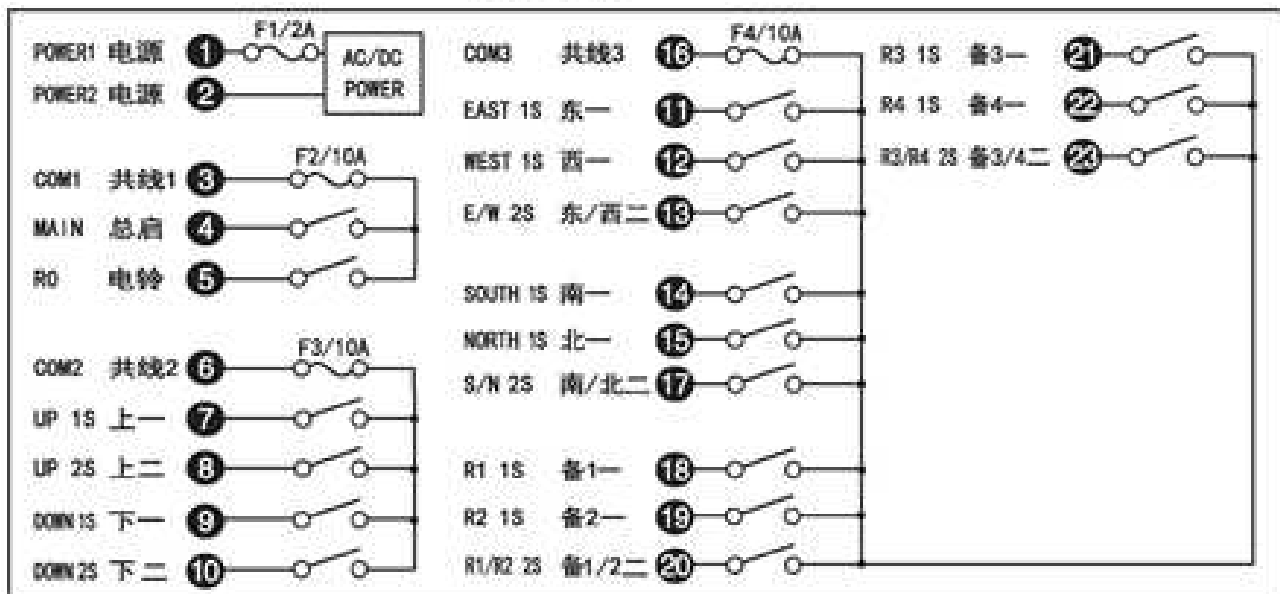 F1/2A
POWER1 电源 1
AC/DC
POWER
POWER2 电源 2
F2/10A
COM1 共线1 3
MAIN 总启 4
R0 电铃 5
F3/10A
COM2 共线2 6
UP 1S 上一 7
UP 2S 上二 8
DOWN1S 下一 9
DOWN2S 下二 10
F4/10A
COM3 共线3 16
EAST 1S 东一 11
WEST 1S 西一 12
E/W 2S 东/西二 13
SOUTH 1S 南一 14
NORTH 1S 北一 15
S/N 2S 南/北二 17
R1 1S 备1一 18
R2 1S 备2一 19
R1/R2 2S 备1/2二 20
R3 1S 备3一 21
R4 1S 备4一 22
R3/R4 2S 备3/4二 23